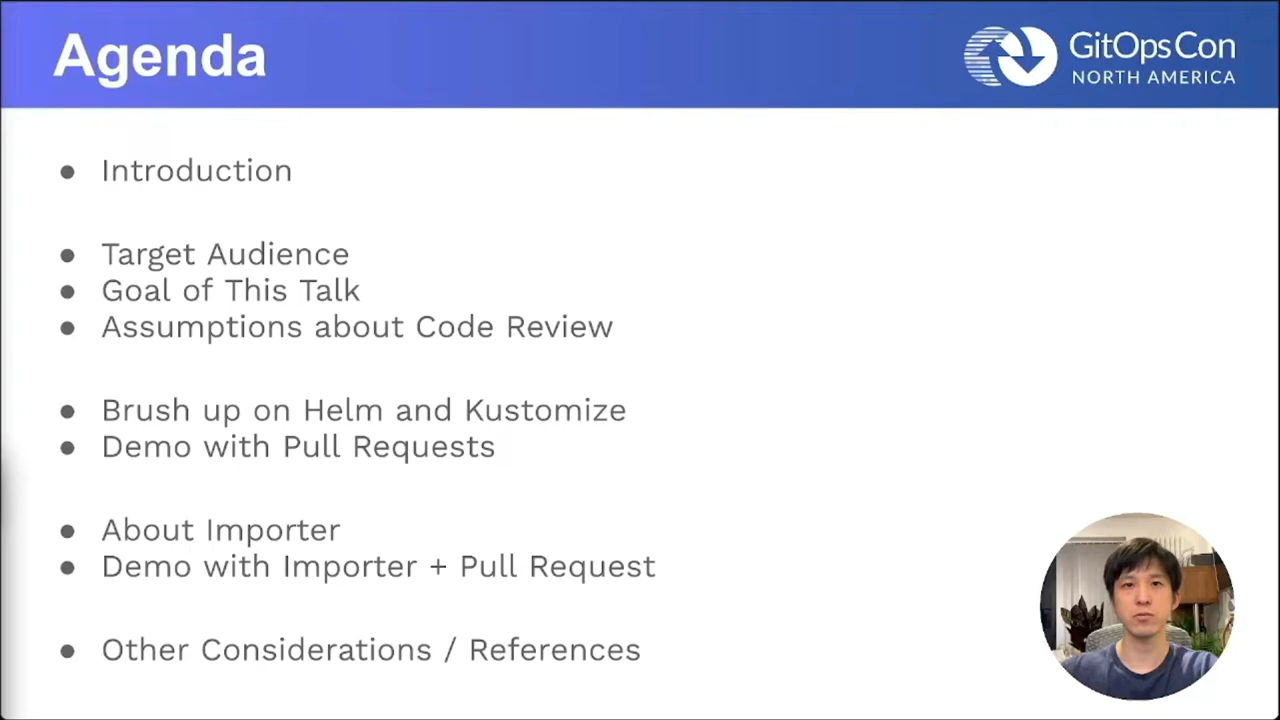 Agenda
GitOpsCon
NORTH AMERICA
● Introduction
● Target Audience
● Goal of This Talk
● Assumptions about Code Review
● Brush up on Helm and Kustomize
● Demo with Pull Requests
● About Importer
● Demo with Importer + Pull Request
● Other Considerations / References